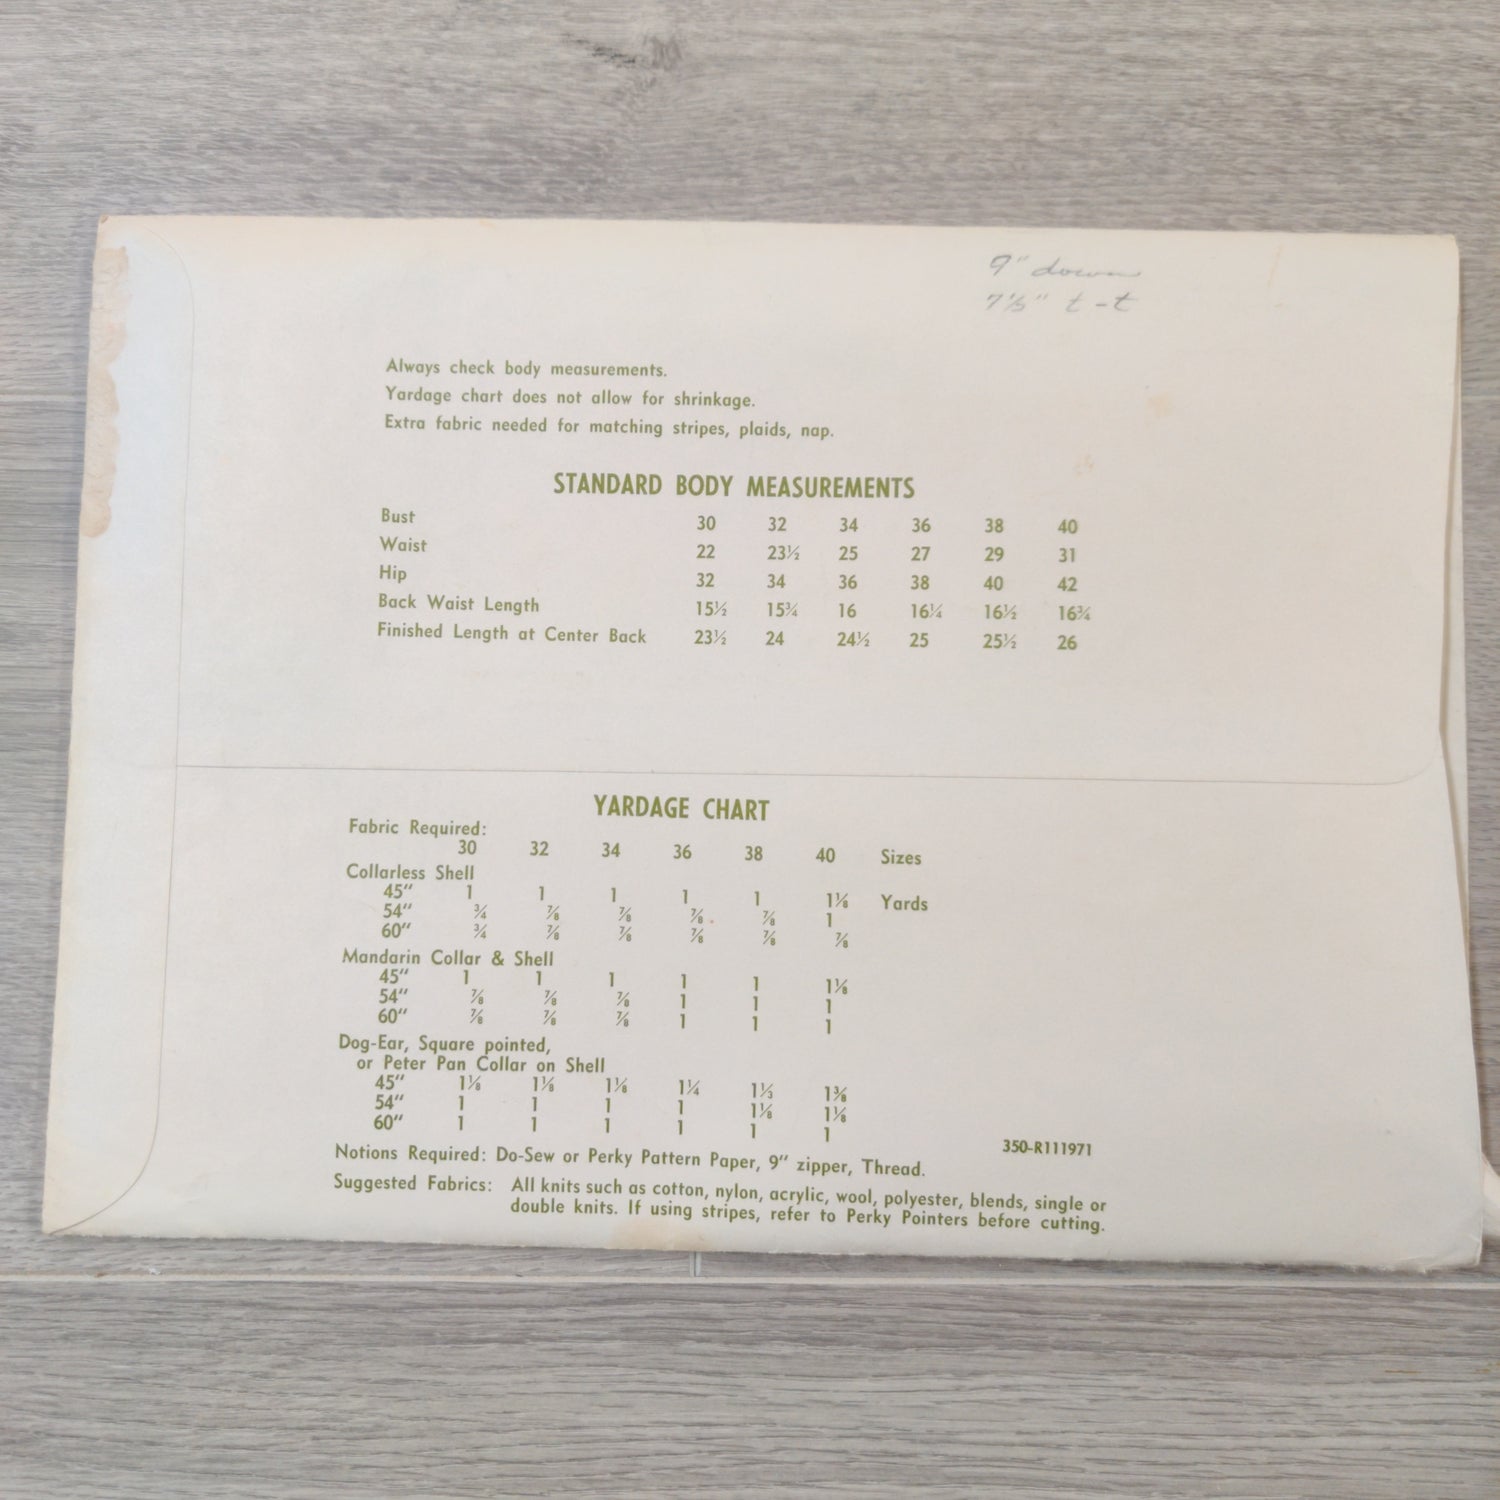 9" down
7½" t-t
Always check body measurements.
Yardage chart does not allow for shrinkage.
Extra fabric needed for matching stripes, plaids, nap.
STANDARD BODY MEASUREMENTS
Bust 30 32 34 36 38 40
Waist 22 23½ 25 27 29 31
Hip 32 34 36 38 40 42
Back Waist Length 15½ 15¾ 16 16¼ 16½ 16¾
Finished Length at Center Back 23½ 24 24½ 25 25½ 26
YARDAGE CHART
Fabric Required:
30 32 34 36 38 40 Sizes
Collarless Shell
45" 1 1 1 1 1 1⅛ Yards
54" ¾ ⅞ ⅞ ⅞ ⅞ 1
60" ¾ ⅞ ⅞ ⅞ ⅞ ⅞
Mandarin Collar & Shell
45" 1 1 1 1 1 1⅛
54" ⅞ ⅞ ⅞ 1 1 1
60" ⅞ ⅞ ⅞ 1 1 1
Dog-Ear, Square pointed,
or Peter Pan Collar on Shell
45" 1⅛ 1⅛ 1⅛ 1¼ 1⅓ 1⅜
54" 1 1 1 1 1⅛ 1⅛
60" 1 1 1 1 1 1
350-R111971
Notions Required: Do-Sew or Perky Pattern Paper, 9" zipper, Thread.
Suggested Fabrics: All knits such as cotton, nylon, acrylic, wool, polyester, blends, single or
double knits. If using stripes, refer to Perky Pointers before cutting.